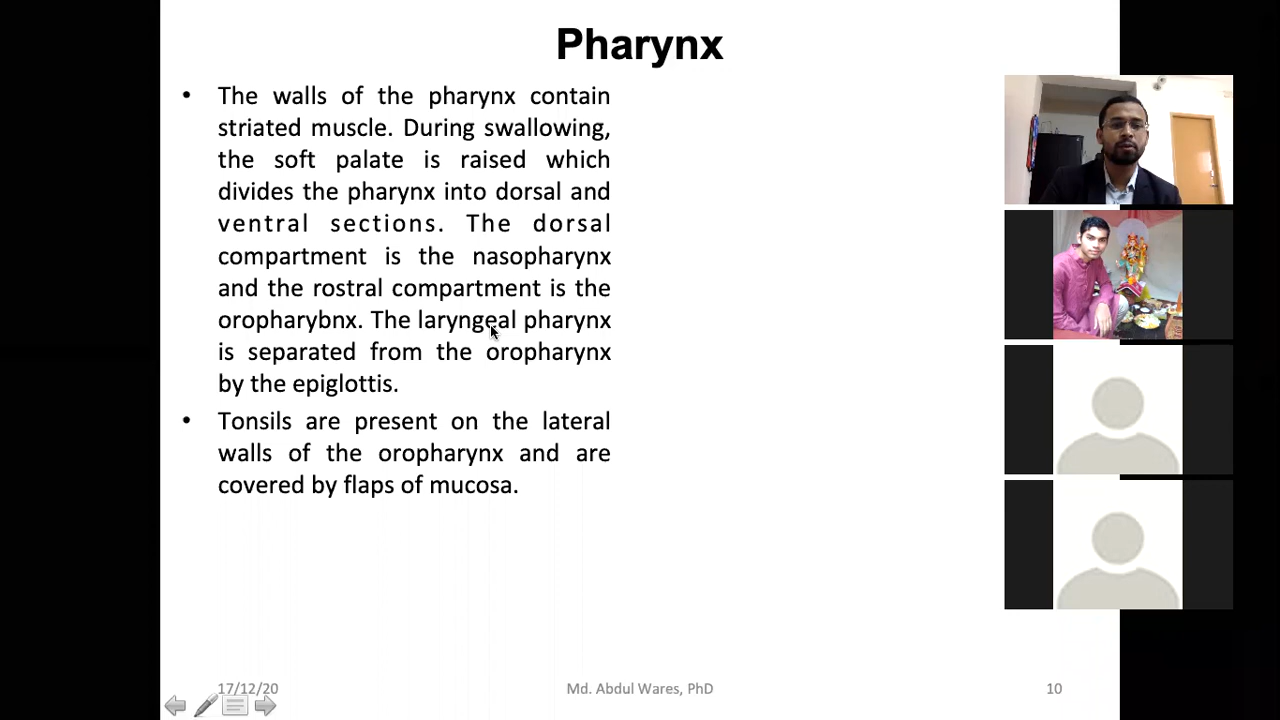 Pharynx
• The walls of the pharynx contain
striated muscle. During swallowing,
the soft palate is raised which
divides the pharynx into dorsal and
ventral sections. The dorsal
compartment is the nasopharynx
and the rostral compartment is the
oropharybnx. The laryngeal pharynx
is separated from the oropharynx
by the epiglottis.
• Tonsils are present on the lateral
walls of the oropharynx and are
covered by flaps of mucosa.
17/12/20
Md. Abdul Wares, PhD
10